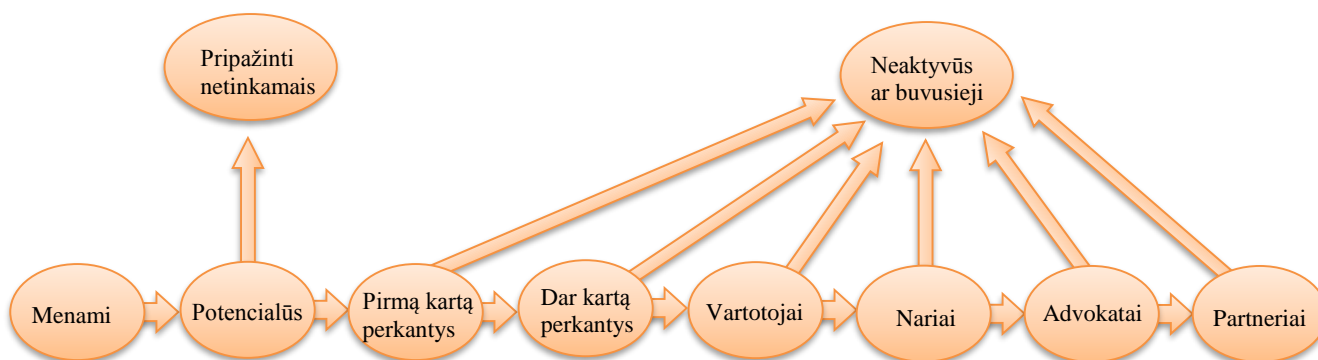 Pripažinti
netinkamais
Neaktyvūs
ar buvusieji
Menami
Potencialūs
Pirmą kartą
perkantys
Dar kartą
perkantys
Vartotojai
Nariai
Advokatai
Partneriai